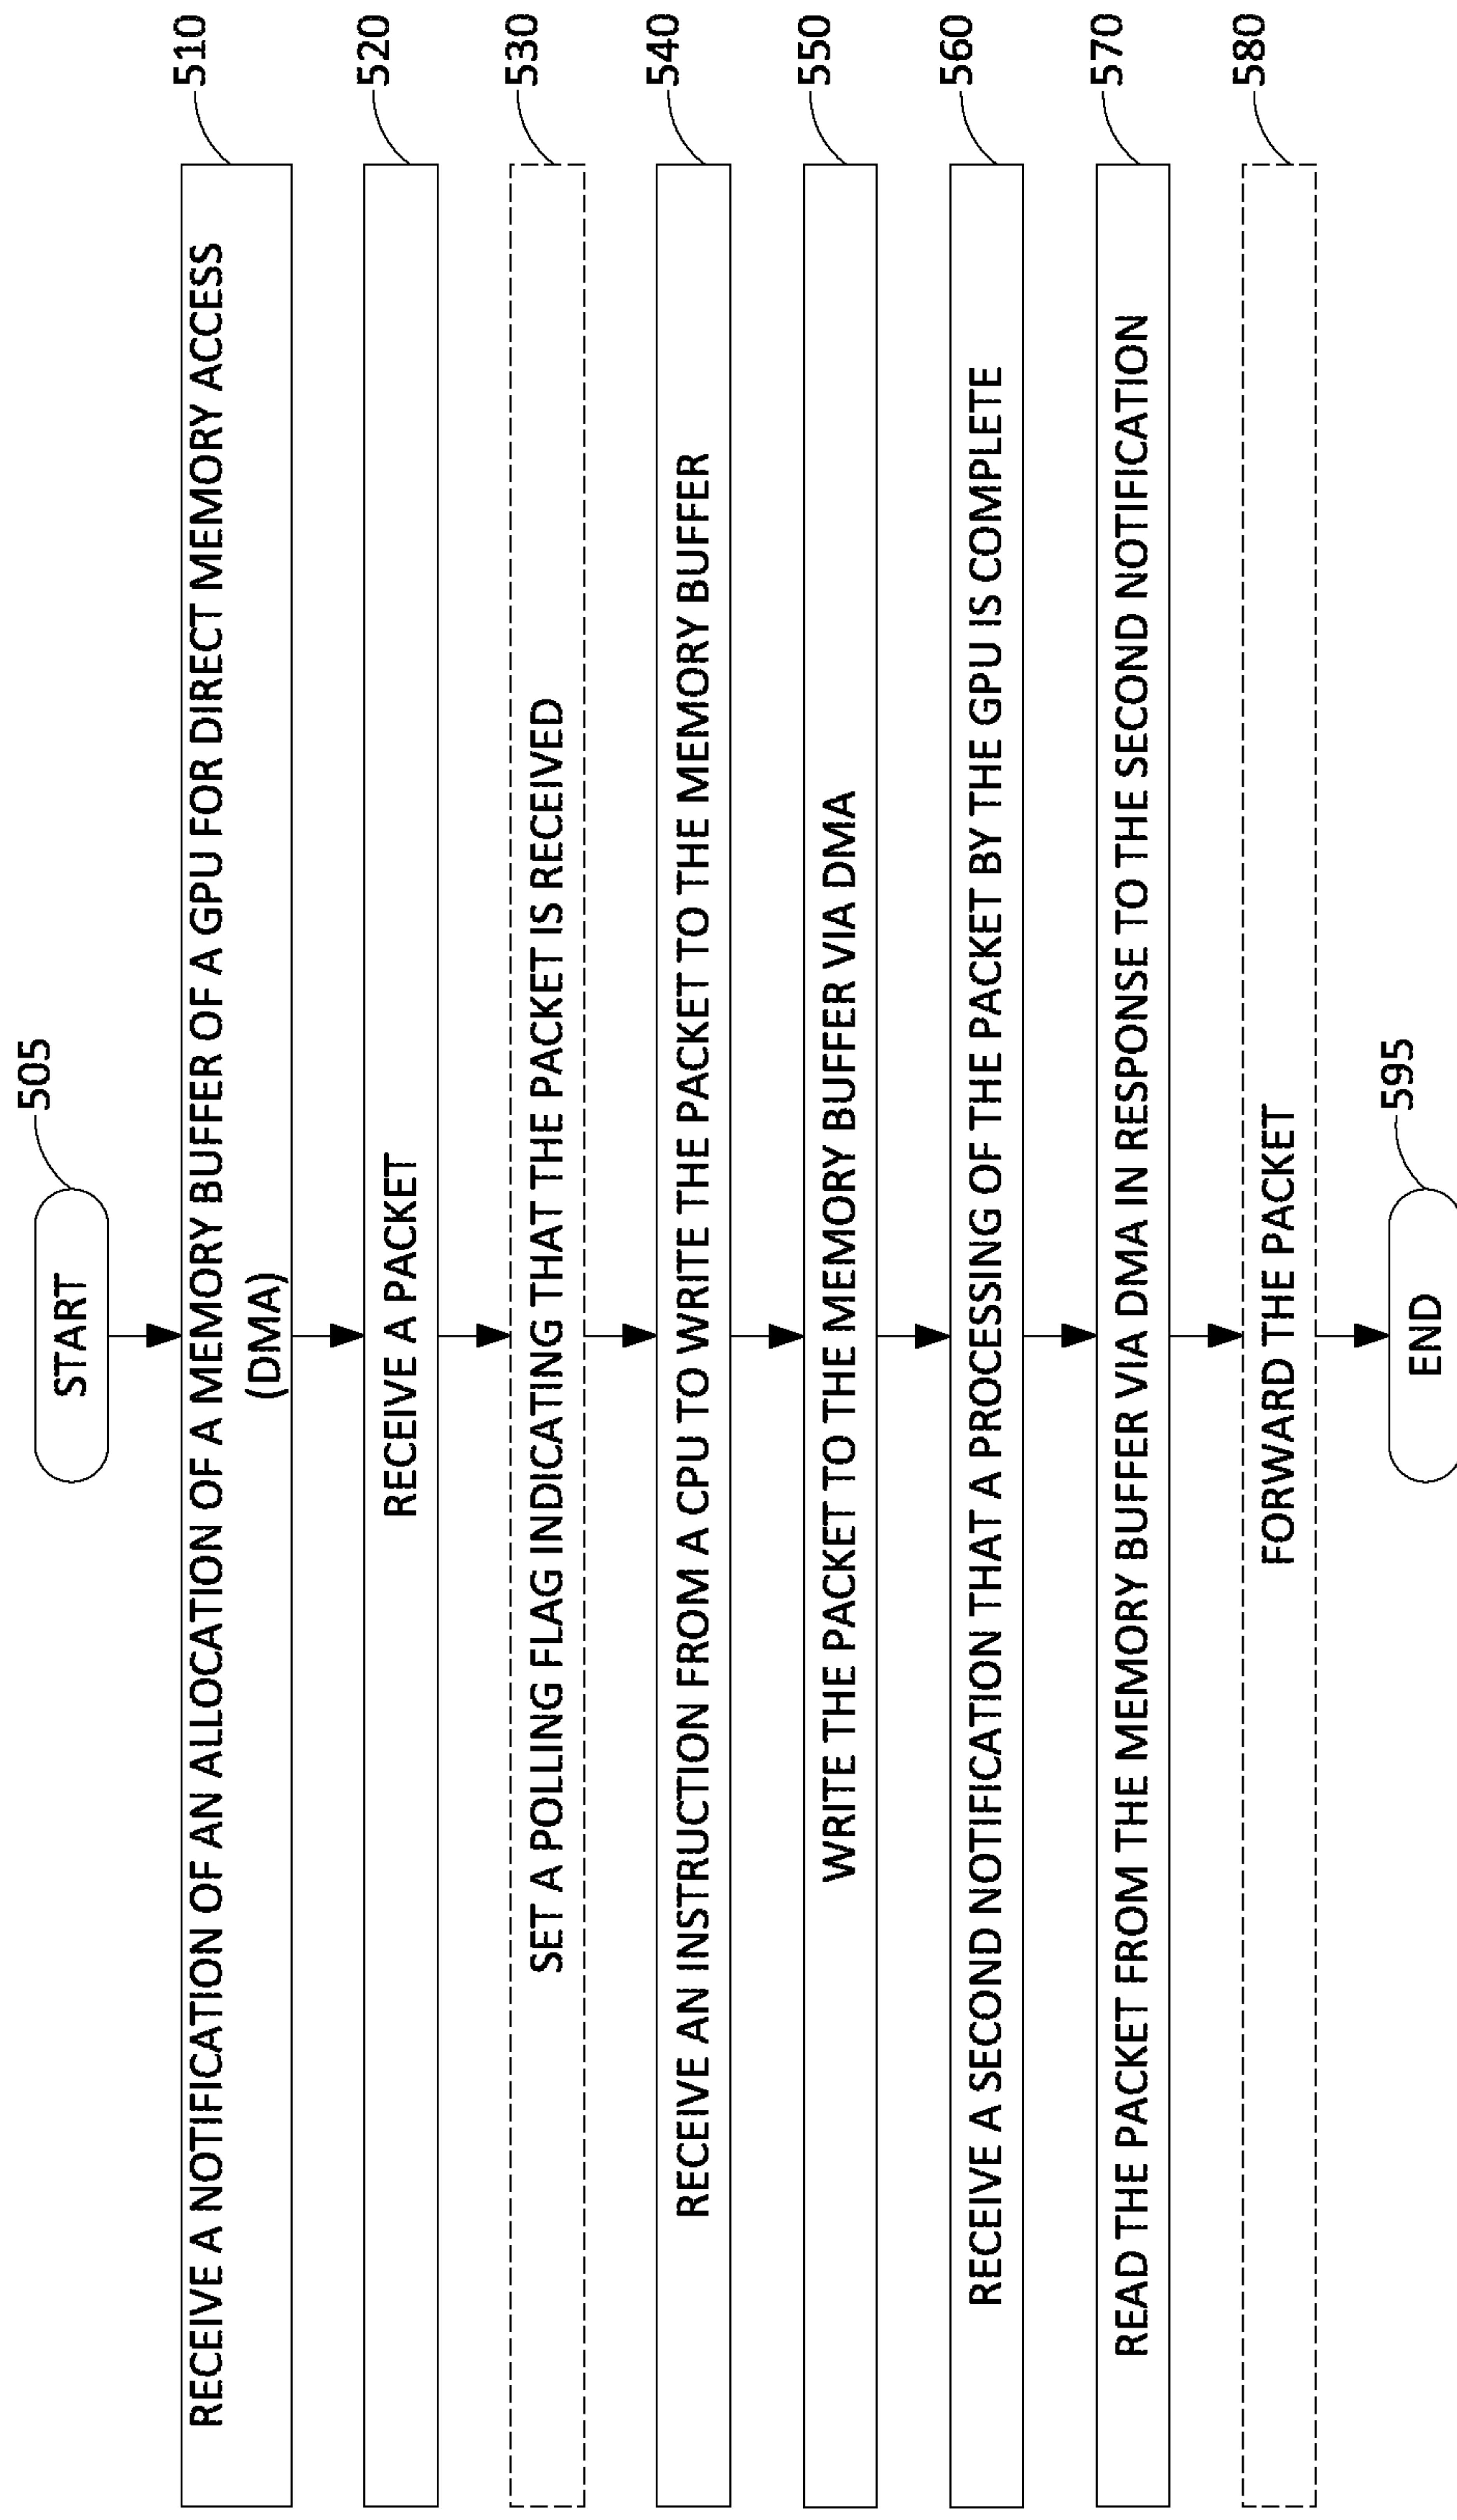 START
505
RECEIVE A NOTIFICATION OF AN ALLOCATION OF A MEMORY BUFFER OF A GPU FOR DIRECT MEMORY ACCESS
(DMA)
510
RECEIVE A PACKET
520
SET A POLLING FLAG INDICATING THAT THE PACKET IS RECEIVED
530
RECEIVE AN INSTRUCTION FROM A CPU TO WRITE THE PACKET TO THE MEMORY BUFFER
540
WRITE THE PACKET TO THE MEMORY BUFFER VIA DMA
550
RECEIVE A SECOND NOTIFICATION THAT A PROCESSING OF THE PACKET BY THE GPU IS COMPLETE
560
READ THE PACKET FROM THE MEMORY BUFFER VIA DMA IN RESPONSE TO THE SECOND NOTIFICATION
570
FORWARD THE PACKET
580
END
595